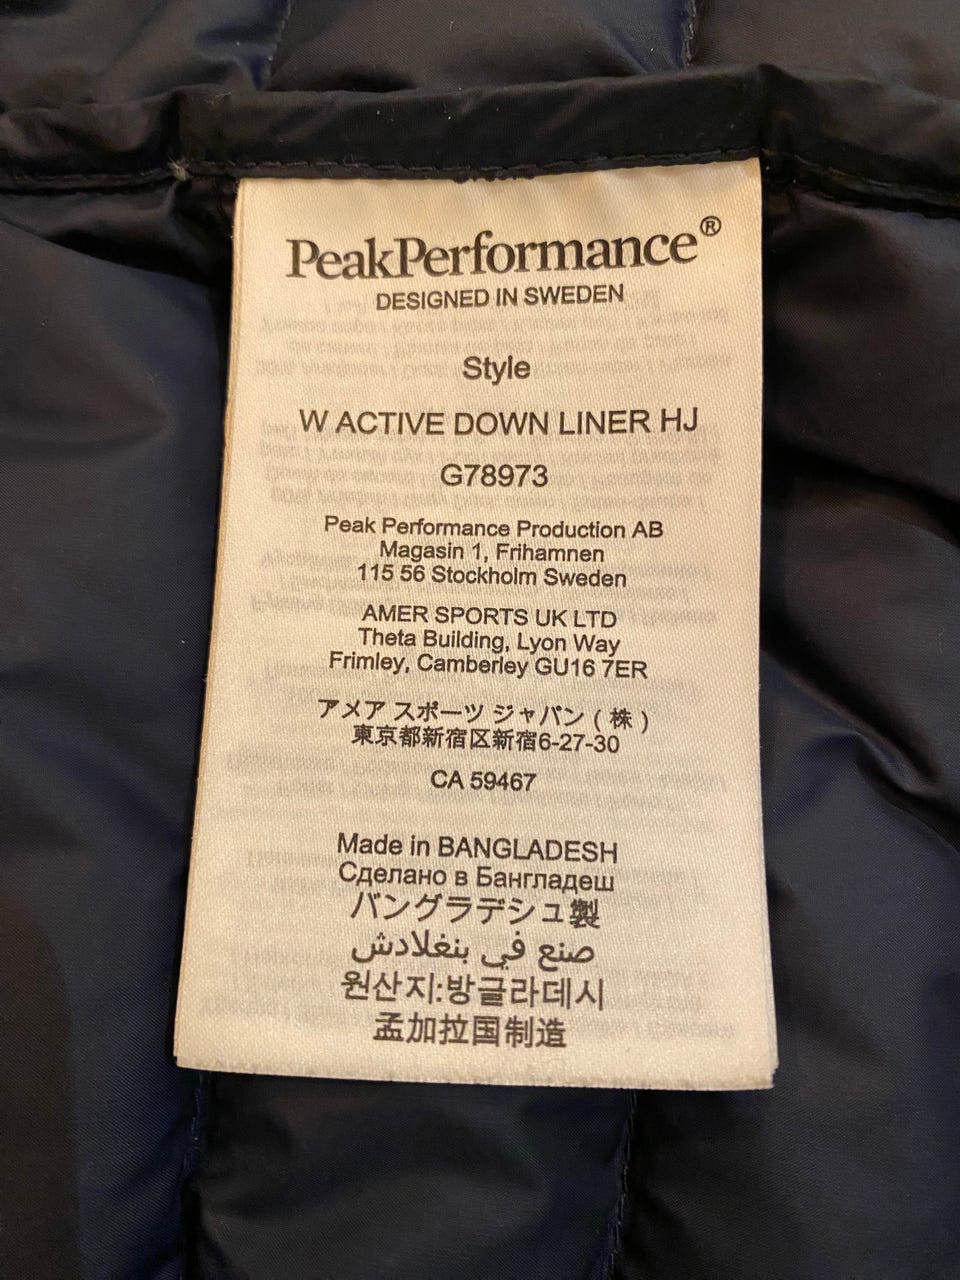 PeakPerformance®
DESIGNED IN SWEDEN
Style
W ACTIVE DOWN LINER HJ
G78973
Peak Performance Production AB
Magasin 1, Frihamnen
115 56 Stockholm Sweden
AMER SPORTS UK LTD
Theta Building, Lyon Way
Frimley, Camberley GU16 7ER
アメア スポーツ ジャパン ( 株 )
東京都新宿区新宿6-27-30
CA 59467
Made in BANGLADESH
Сделано в Бангладеш
バングラデシュ製
صنع في بنغلادش
원산지:방글라데시
孟加拉国制造